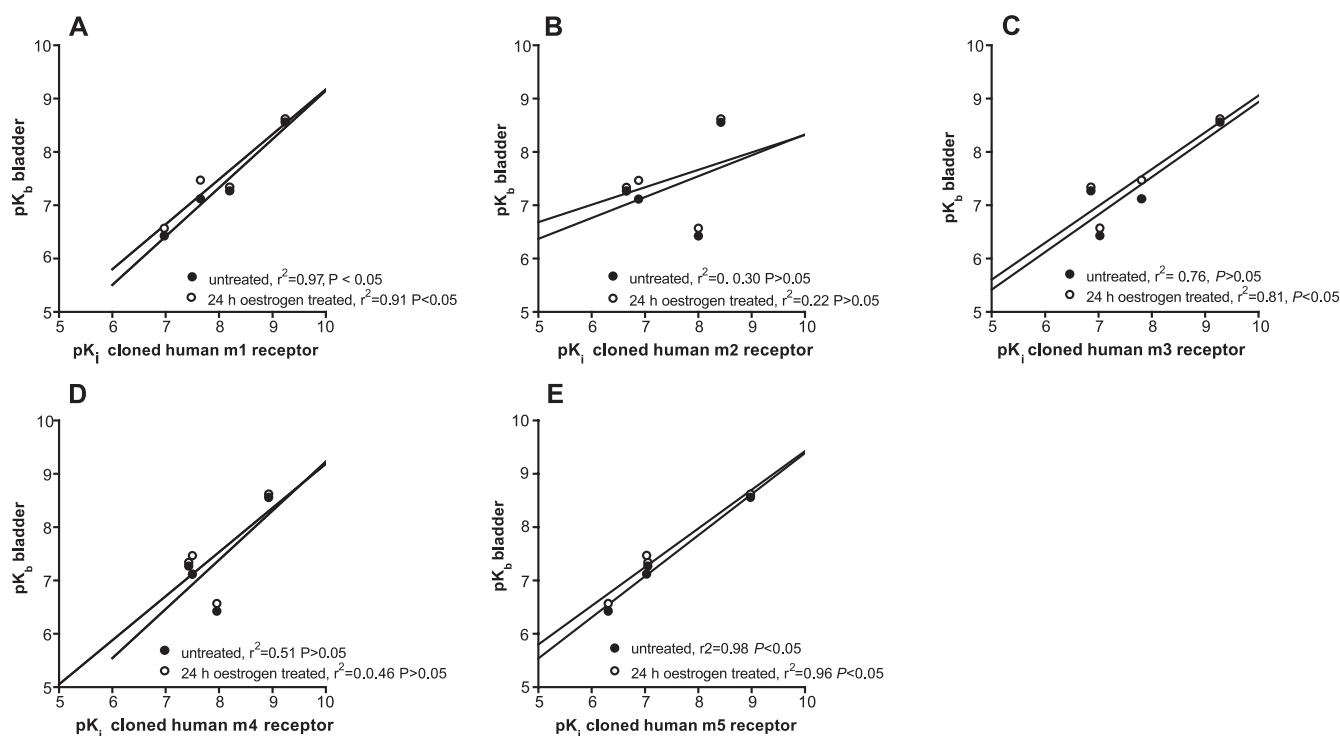 A
10
9
8
7
6
5
pKb bladder
untreated, r2=0.97, P < 0.05
24 h oestrogen treated, r2=0.91 P<0.05
5 6 7 8 9 10
pKi cloned human m1 receptor
B
10
9
8
7
6
5
pKb bladder
untreated, r2=0. 0.30 P>0.05
24 h oestrogen treated, r2=0.22 P>0.05
5 6 7 8 9 10
pKi cloned human m2 receptor
C
10
9
8
7
6
5
pKb bladder
untreated, r2= 0.76, P>0.05
24 h oestrogen treated, r2=0.81, P<0.05
5 6 7 8 9 10
pKi cloned human m3 receptor
D
10
9
8
7
6
5
pKb bladder
untreated, r2=0.51 P>0.05
24 h oestrogen treated, r2=0.0.46 P>0.05
5 6 7 8 9 10
pKi cloned human m4 receptor
E
10
9
8
7
6
5
pKb bladder
untreated, r2=0.98 P<0.05
24 h oestrogen treated, r2=0.96 P<0.05
5 6 7 8 9 10
pKi cloned human m5 receptor